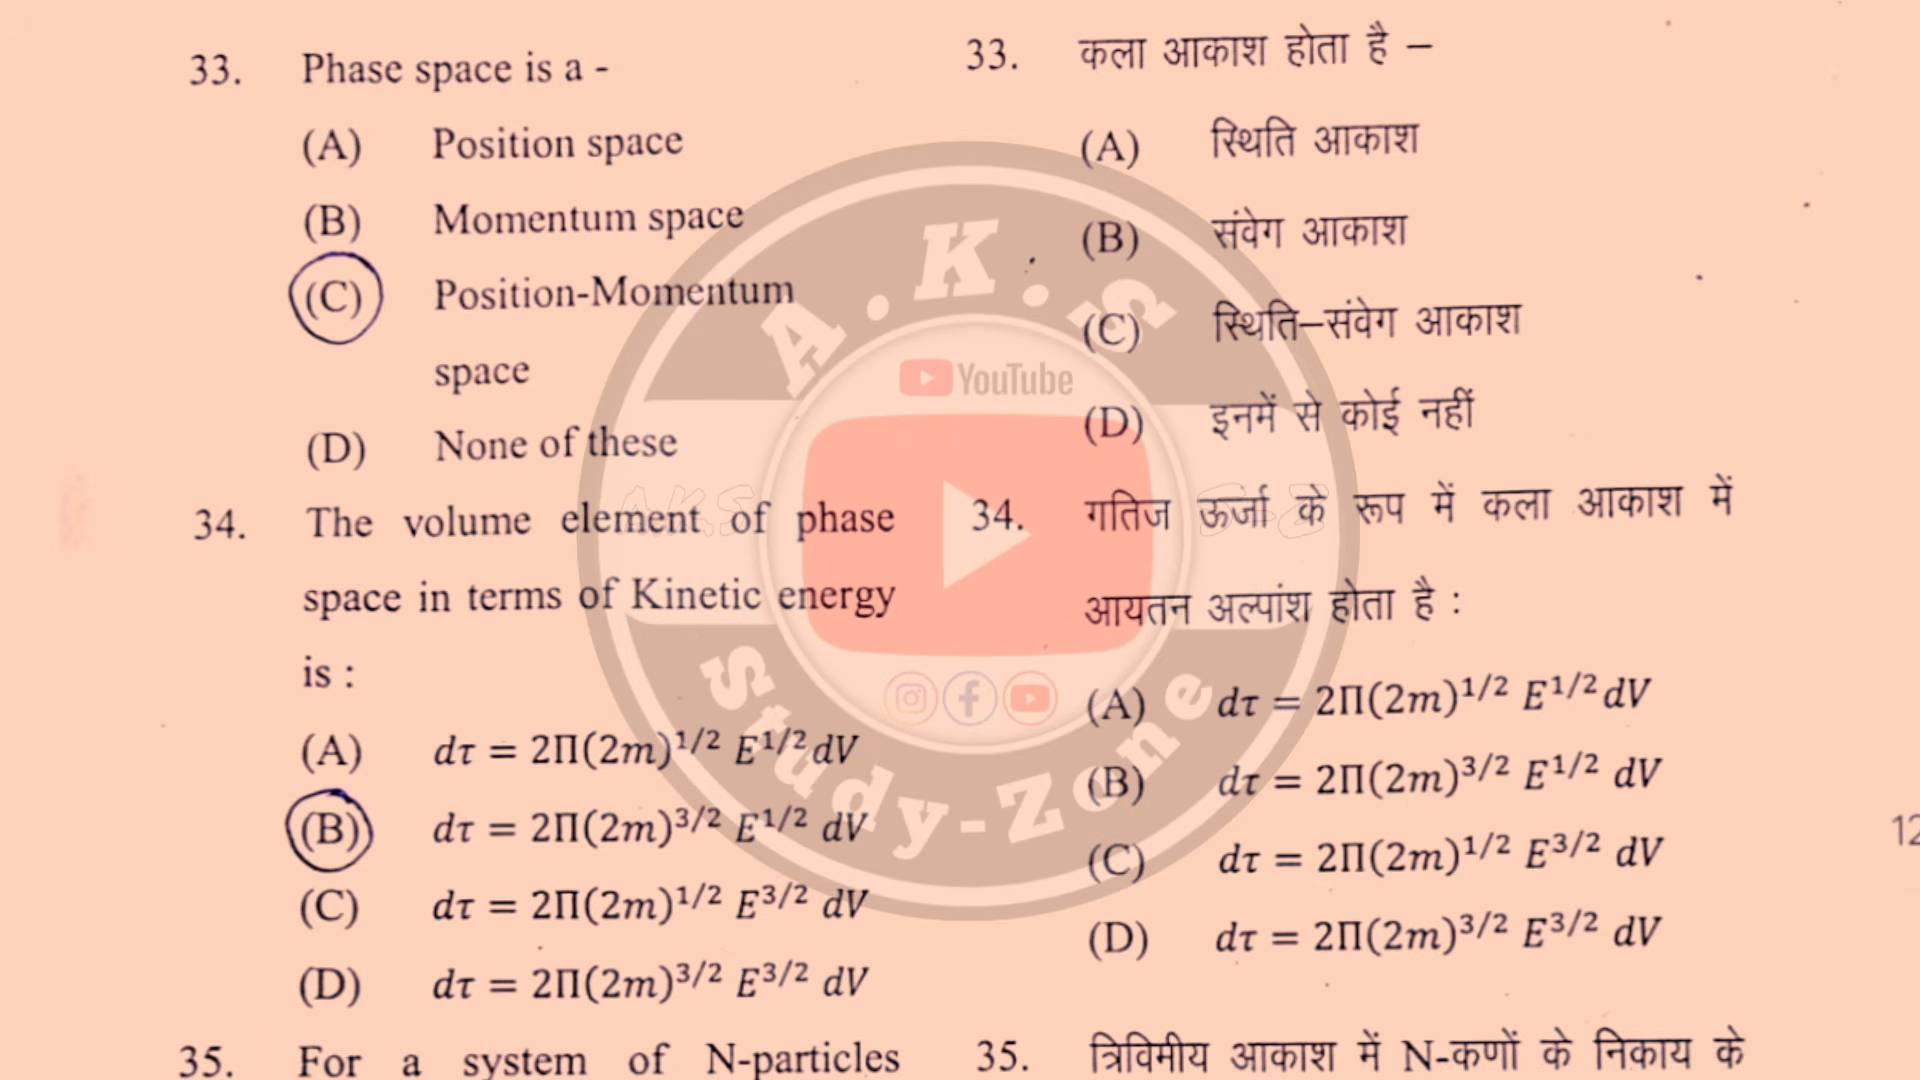 33. Phase space is a -
(A) Position space
(B) Momentum space
(C) Position-Momentum
space
(D) None of these
34. The volume element of phase
space in terms of Kinetic energy
is :
(A) dτ = 2Π(2m)^1/2 E^1/2 dV
(B) dτ = 2Π(2m)^3/2 E^1/2 dV
(C) dτ = 2Π(2m)^1/2 E^3/2 dV
(D) dτ = 2Π(2m)^3/2 E^3/2 dV
35. For a system of N-particles
33. कला आकाश होता है –
(A) स्थिति आकाश
(B) संवेग आकाश
(C) स्थिति–संवेग आकाश
(D) इनमें से कोई नहीं
34. गतिज ऊर्जा के रूप में कला आकाश में
आयतन अल्पांश होता है :
(A) dτ = 2Π(2m)^1/2 E^1/2 dV
(B) dτ = 2Π(2m)^3/2 E^1/2 dV
(C) dτ = 2Π(2m)^1/2 E^3/2 dV
(D) dτ = 2Π(2m)^3/2 E^3/2 dV
35. त्रिविमीय आकाश में N-कणों के निकाय के
12
A.K.S
YouTube
AKS S-Z
Study-Zone